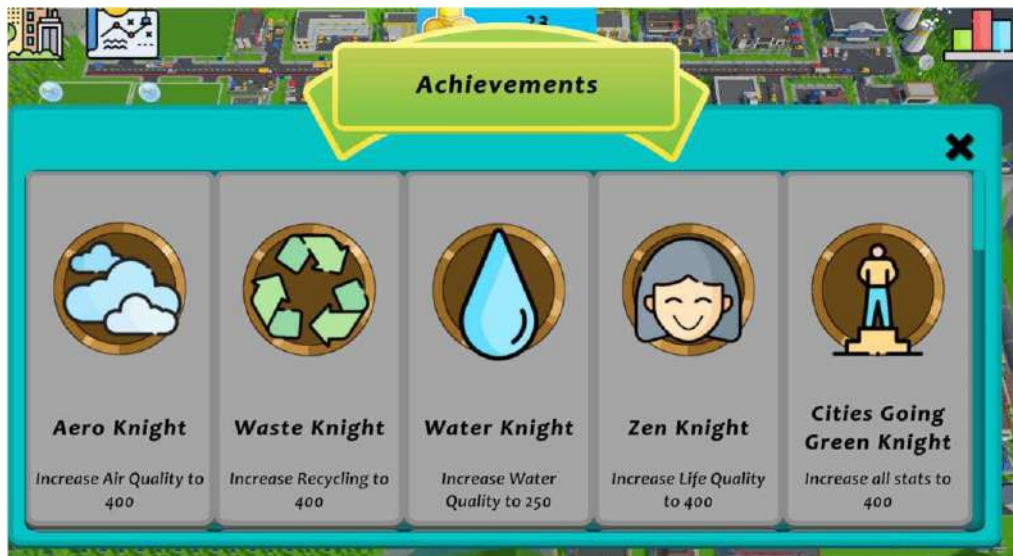 23
Achievements
Aero Knight
Increase Air Quality to
400
Waste Knight
Increase Recycling to
400
Water Knight
Increase Water
Quality to 250
Zen Knight
Increase Life Quality
to 400
Cities Going
Green Knight
Increase all stats to
400